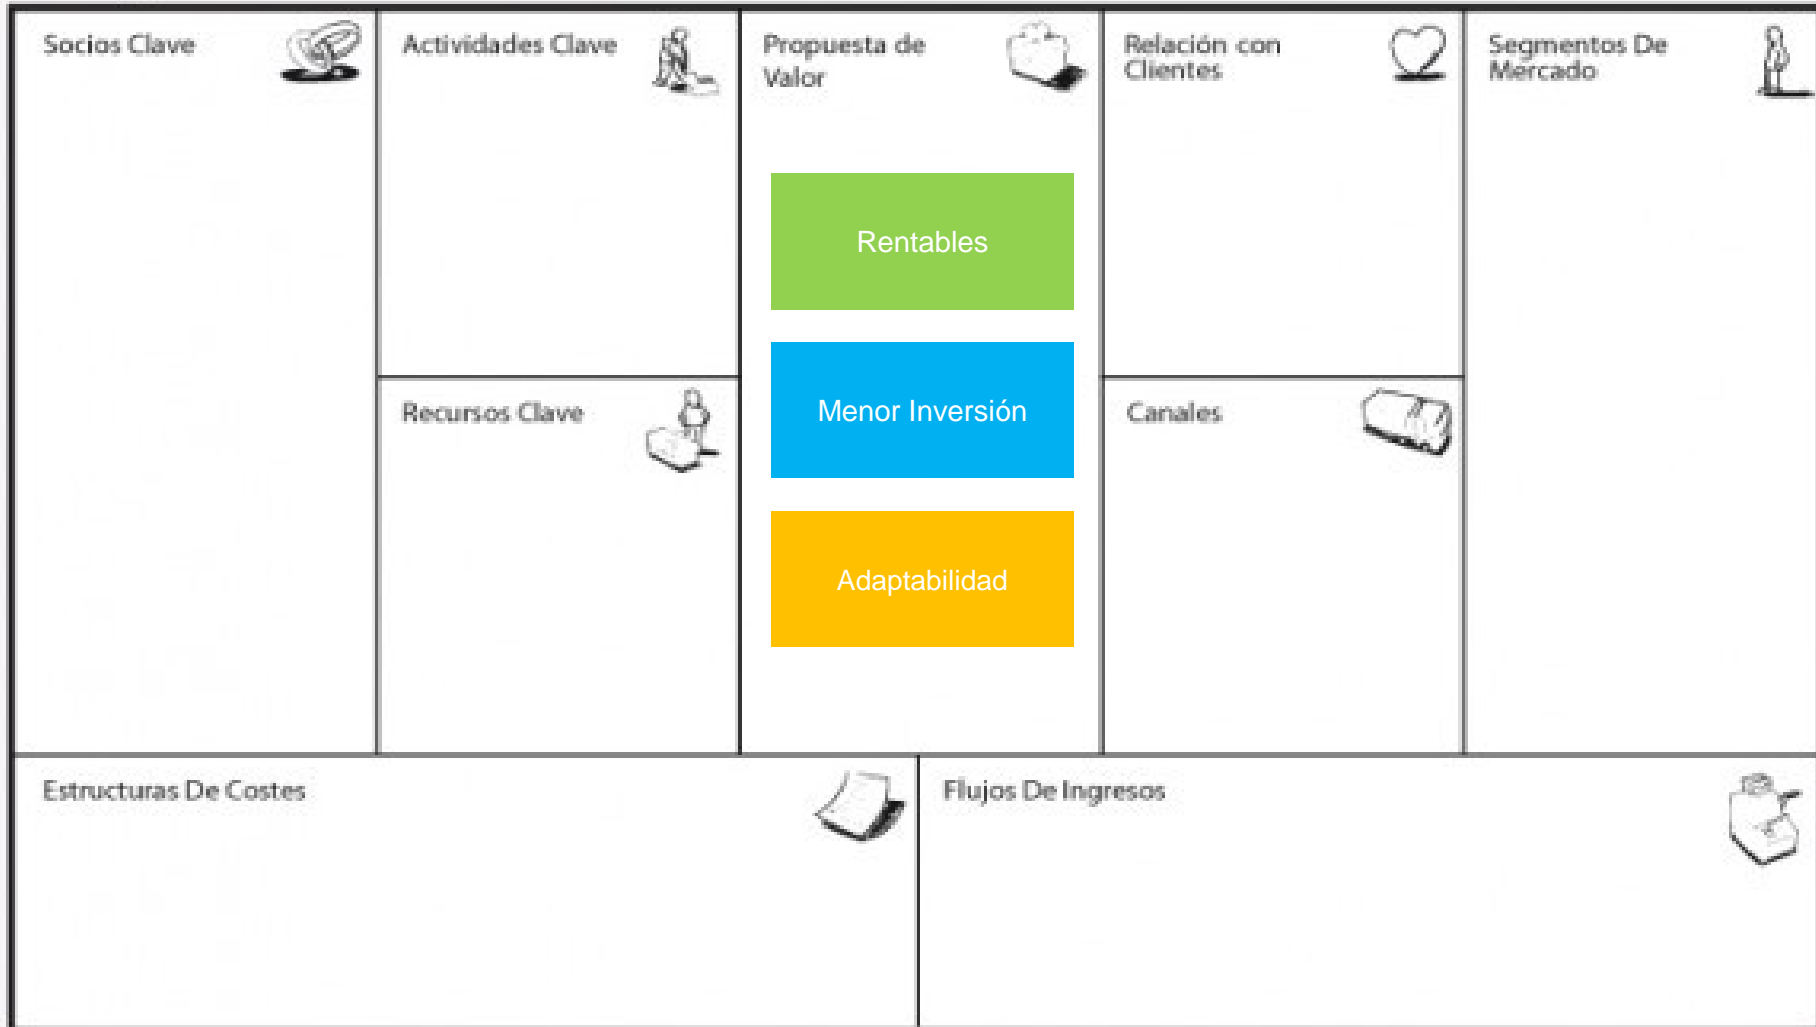 Socios Clave
Actividades Clave
Propuesta de
Valor
Relación con
Clientes
Segmentos De
Mercado
Rentables
Menor Inversión
Adaptabilidad
Recursos Clave
Canales
Estructuras De Costes
Flujos De Ingresos